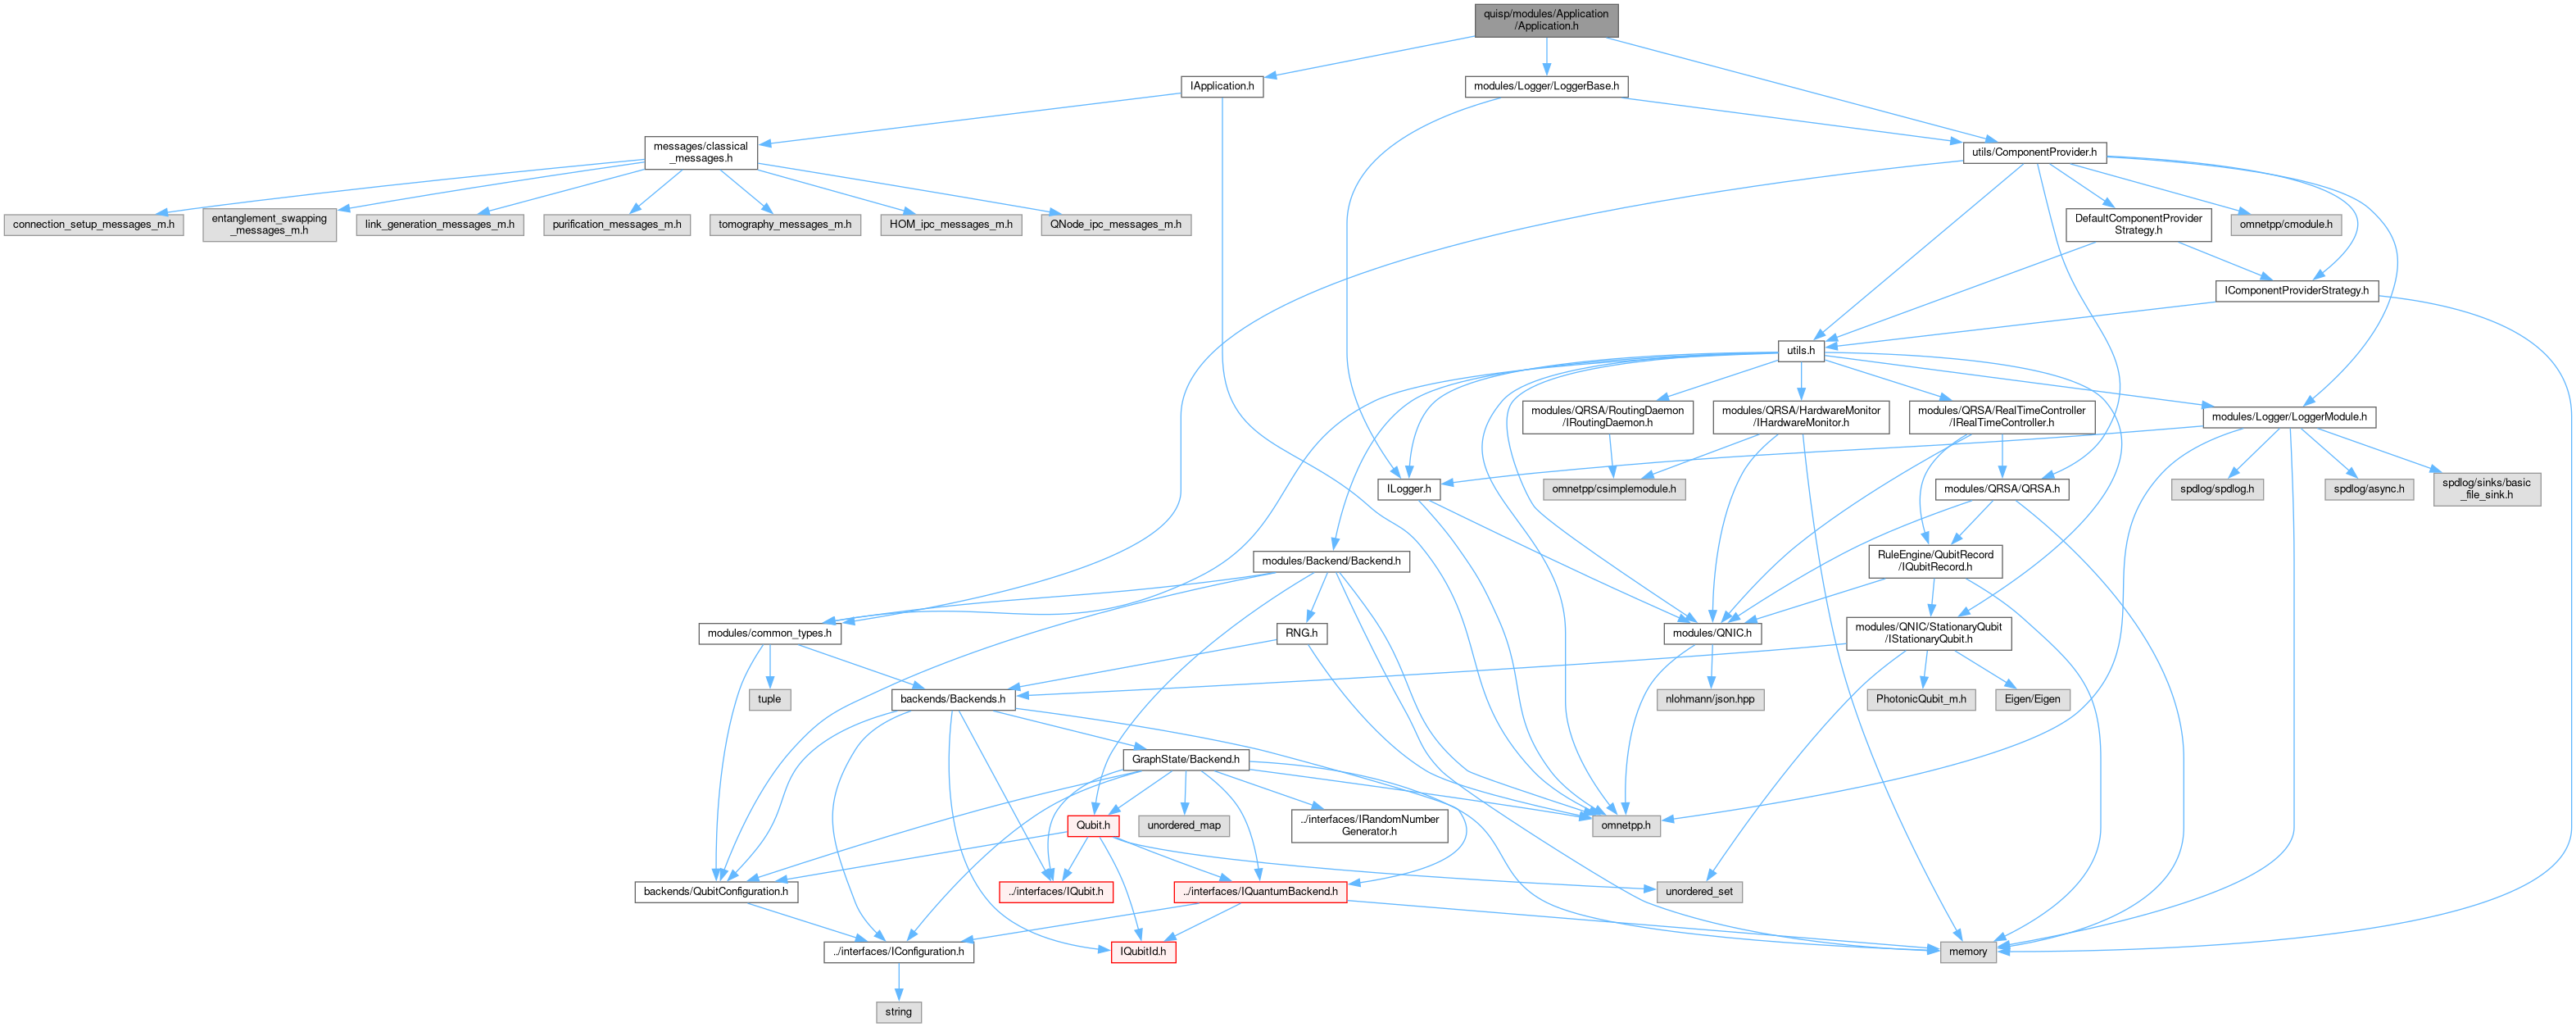 quisp/modules/Application
/Application.h
IApplication.h
modules/Logger/LoggerBase.h
messages/classical
_messages.h
utils/ComponentProvider.h
connection_setup_messages_m.h
entanglement_swapping
_messages_m.h
link_generation_messages_m.h
purification_messages_m.h
tomography_messages_m.h
HOM_ipc_messages_m.h
QNode_ipc_messages_m.h
DefaultComponentProvider
Strategy.h
omnetpp/cmodule.h
IComponentProviderStrategy.h
utils.h
modules/QRSA/RoutingDaemon
/IRoutingDaemon.h
modules/QRSA/HardwareMonitor
/IHardwareMonitor.h
modules/QRSA/RealTimeController
/IRealTimeController.h
modules/Logger/LoggerModule.h
ILogger.h
omnetpp/csimplemodule.h
modules/QRSA/QRSA.h
spdlog/spdlog.h
spdlog/async.h
spdlog/sinks/basic
_file_sink.h
modules/Backend/Backend.h
RuleEngine/QubitRecord
/IQubitRecord.h
modules/common_types.h
RNG.h
modules/QNIC.h
modules/QNIC/StationaryQubit
/IStationaryQubit.h
tuple
backends/Backends.h
nlohmann/json.hpp
PhotonicQubit_m.h
Eigen/Eigen
GraphState/Backend.h
Qubit.h
unordered_map
../interfaces/IRandomNumber
Generator.h
omnetpp.h
backends/QubitConfiguration.h
../interfaces/IQubit.h
../interfaces/IQuantumBackend.h
unordered_set
../interfaces/IConfiguration.h
IQubitId.h
memory
string